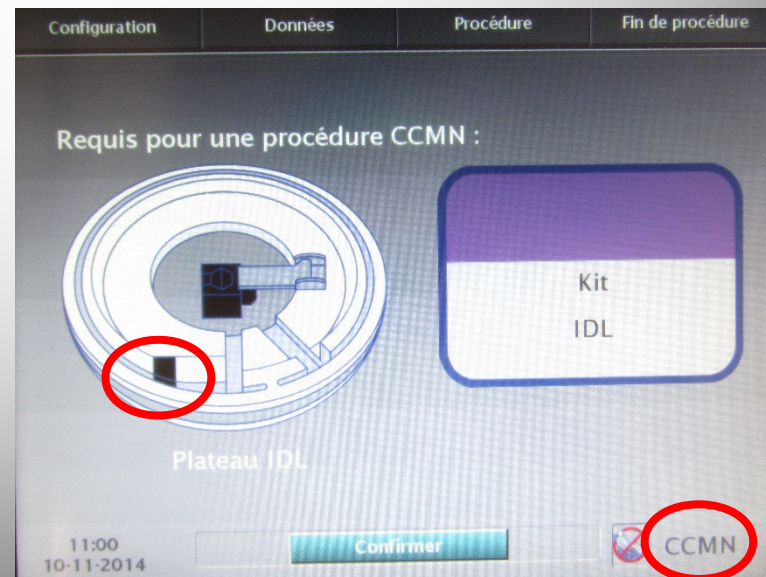 Configuration
Données
Procédure
Fin de procédure
Requis pour une procédure CCMN :
Kit
IDL
Plateau IDL
11:00
10-11-2014
Confirmer
CCMN